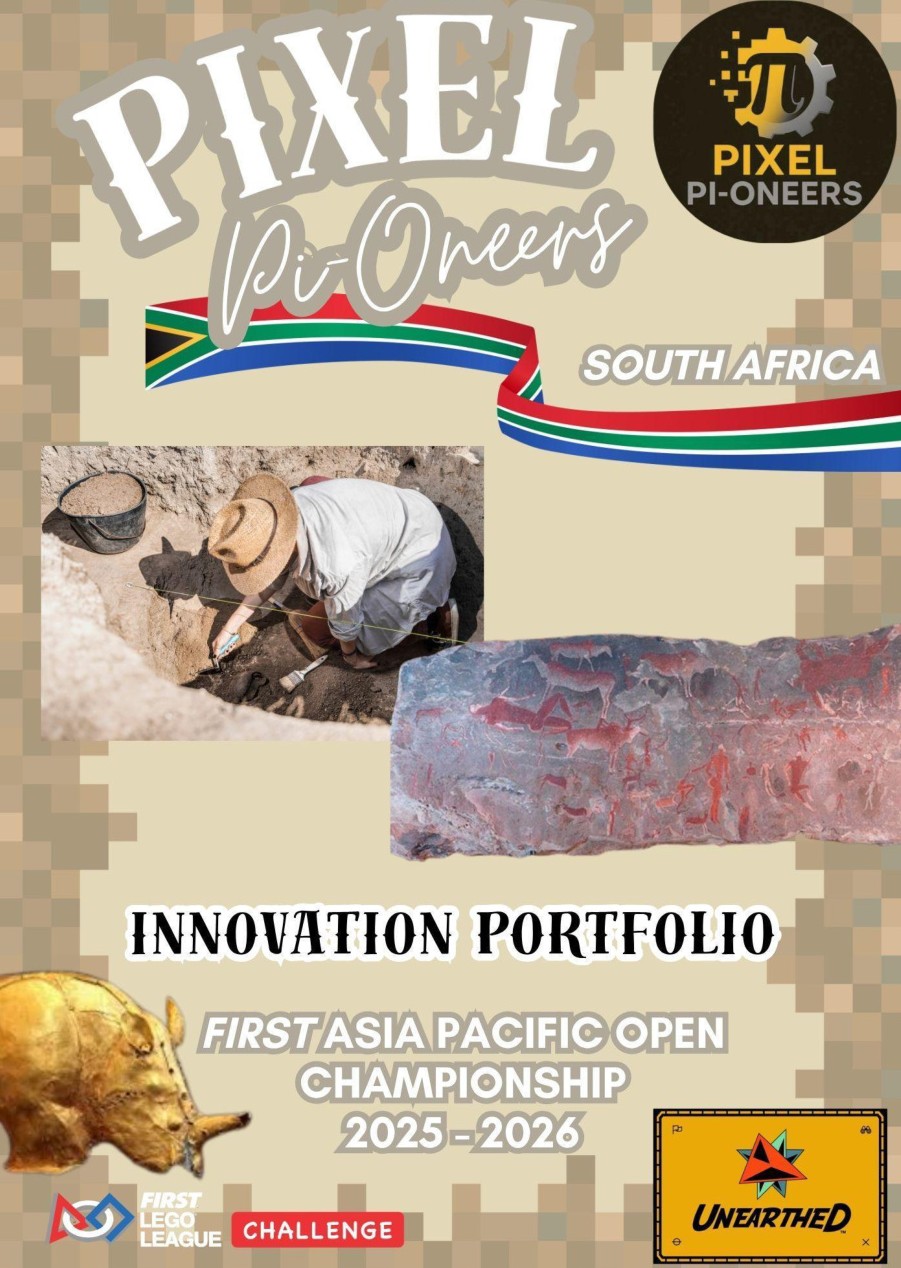 PIXEL
Pi-Oneers
PIXEL
PI-ONEERS
SOUTH AFRICA
INNOVATION PORTFOLIO
FIRST ASIA PACIFIC OPEN
CHAMPIONSHIP
2025 - 2026
FIRST
LEGO
LEAGUE
CHALLENGE
UNEARTHED™